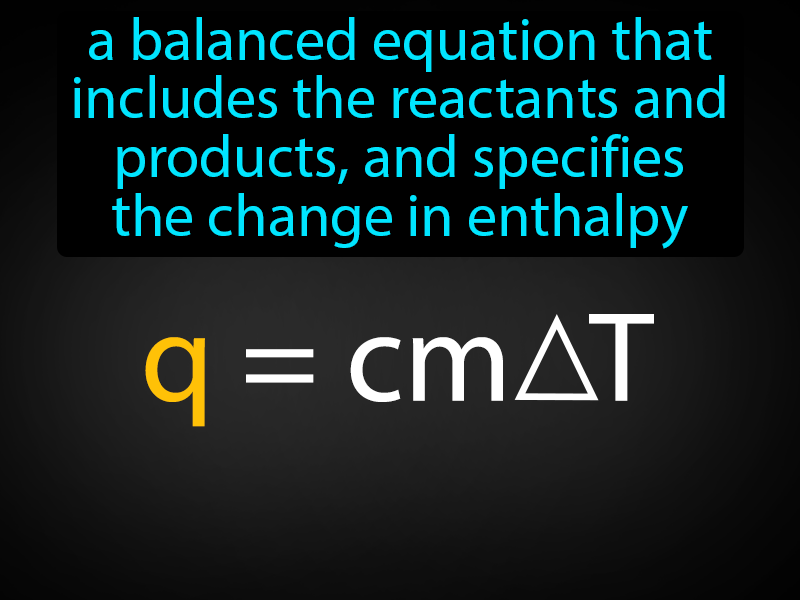 a balanced equation that
includes the reactants and
products, and specifies
the change in enthalpy
q = cm△T